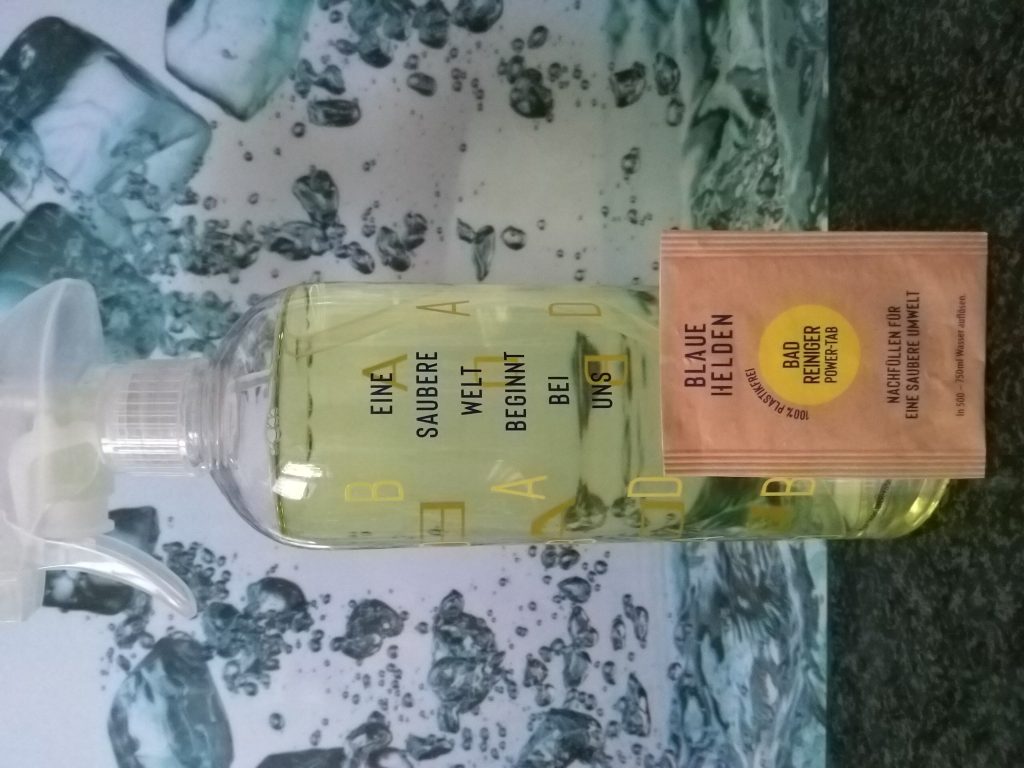 EINE
SAUBERE
WELT
BEGINNT
BEI
UNS
BLAUE
HELDEN
100% PLASTIKFREI
BAD
REINIGER
POWER-TAB
NACHFÜLLEN FÜR
EINE SAUBERE UMWELT
In 500 – 750ml Wasser auflösen.
B A D